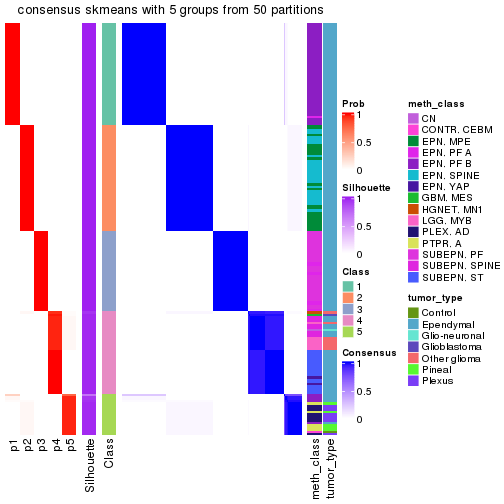 consensus skmeans with 5 groups from 50 partitions
p1
p2
p3
p4
p5
Silhouette
Class
meth_class
tumor_type
Prob
1
0.5
0
Silhouette
1
0.5
0
Class
1
2
3
4
5
Consensus
1
0.5
0
meth_class
CN
CONTR. CEBM
EPN. MPE
EPN. PF A
EPN. PF B
EPN. SPINE
EPN. YAP
GBM. MES
HGNET. MN1
LGG. MYB
PLEX. AD
PTPR. A
SUBEPN. PF
SUBEPN. SPINE
SUBEPN. ST
tumor_type
Control
Ependymal
Glio-neuronal
Glioblastoma
Other glioma
Pineal
Plexus